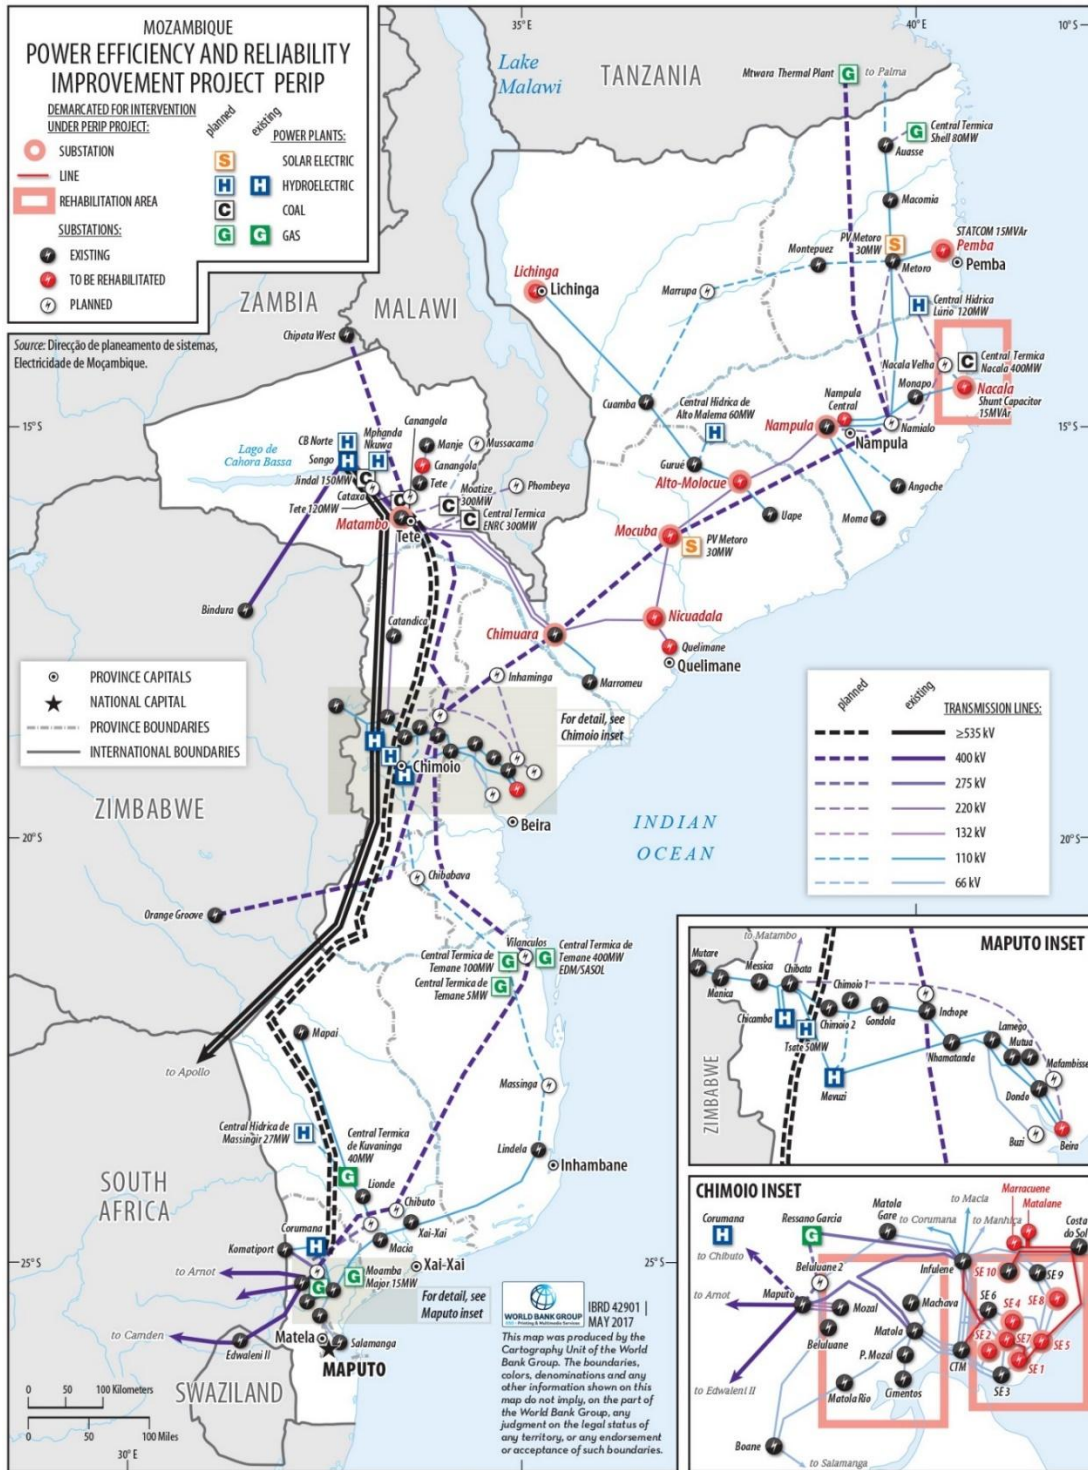 MOZAMBIQUE
POWER EFFICIENCY AND RELIABILITY
IMPROVEMENT PROJECT PERIP
DEMARCATED FOR INTERVENTION
UNDER PERIP PROJECT:
SUBSTATION
LINE
REHABILITATION AREA
SUBSTATIONS:
EXISTING
TO BE REHABILITATED
PLANNED
planned
existing
POWER PLANTS:
S SOLAR ELECTRIC
H H HYDROELECTRIC
C COAL
G G GAS
Source: Direcção de planeamento de sistemas,
Electricidade de Moçambique.
35° E
40° E
10° S
Lake
Malawi
TANZANIA
Mtwara Thermal Plant
G
to Palma
G
Central Termica
Shell 80MW
Auasse
Macomia
STATCOM 15MVAr
Pemba
Pemba
PV Metoro
30MW
S
Metoro
Montepuez
Marrupa
Lichinga
Lichinga
H
Central Hidrica
Lúrio 120MW
C
Central Termica
Nacala 400MW
Nacala Velha
Nacala
Shunt Capacitor
15MVAr
Monapo
ZAMBIA
MALAWI
Chipata West
Cuamba
Central Hidrica de
Alto Malema 60MW
H
Nampula
Central
Nampula
Nampula
Namialo
15° S
15° S
Gurué
Alto-Molocue
Angoche
Moma
Uape
Mocuba
S
PV Metoro
30MW
Canangola
Mphanda
Nkuwa
CB Norte
H
Songo
H
H
Manje
Mussacama
Lago de
Cahora Bassa
Canangola
Jindal 150MW
C
Tete
Phombeya
Cataxa
Moatize
300MW
C
Tete 120MW
C
C
Central Termica
ENRC 300MW
Matambo
Tete
Bindura
Catandica
Nicuadala
Chimuara
Quelimane
Quelimane
Inhaminga
Marromeu
PROVINCE CAPITALS
NATIONAL CAPITAL
PROVINCE BOUNDARIES
INTERNATIONAL BOUNDARIES
For detail, see
Chimoio inset
H
H
H
Chimoio
Beira
ZIMBABWE
20° S
20° S
INDIAN
OCEAN
planned
existing
TRANSMISSION LINES:
≥535 kV
400 kV
275 kV
220 kV
132 kV
110 kV
66 kV
Chibabava
Orange Groove
Vilanculos
Central Termica de
Temane 100MW
G
G
Central Termica de
Temane 400MW
EDM/SASOL
Central Termica de
Temane 5MW
G
Mapai
to Apollo
Massinga
Central Hidrica de
Massingir 27MW
H
Central Termica
de Kuvaninga
40MW
G
Lindela
Inhambane
Lionde
SOUTH
AFRICA
Chibuto
Corumana
H
Xai-Xai
Komatiport
Macia
25° S
25° S
Xai-Xai
to Arnot
G
G
Moamba
Major 15MW
For detail, see
Maputo inset
to Camden
Matela
Salamanga
Edwaleni II
MAPUTO
SWAZILAND
0 50 100 Kilometers
0 50 100 Miles
30° E
WORLD BANK GROUP
Printing & Multimedia Services
IBRD 42901 |
MAY 2017
This map was produced by the
Cartography Unit of the World
Bank Group. The boundaries,
colors, denominations and any
other information shown on this
map do not imply, on the part of
the World Bank Group, any
judgment on the legal status of
any territory, or any endorsement
or acceptance of such boundaries.
MAPUTO INSET
to Matambo
Mutare
Manica
Messica
Chibata
Chimoio 1
Chicamba
H
Chimoio 2
Gondola
Inchope
Tsate 50MW
H
Lamego
Nhamatanda
Mutua
Mafambisse
Mavuzi
H
Dondo
Buzi
Beira
ZIMBABWE
CHIMOIO INSET
Corumana
H
Ressano Garcia
G
Matola
Gare
to Corumana
to Macia
to Manhiça
Marracuene
Matalane
Costa
do Sol
to Chibuto
Beluluane 2
Infulene
SE 10
SE 9
Maputo
Mozal
Machava
SE 6
SE 8
to Arnot
SE 4
Beluluane
Matola
SE 2
SE7
SE 5
P. Mozal
CTM
SE 1
SE 3
to Edwaleni II
Matola Rio
Cimentos
Boane
to Salamanga